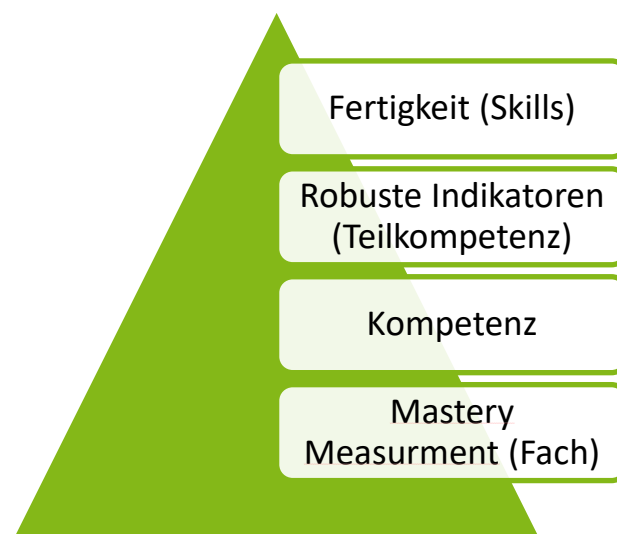 Fertigkeit (Skills)
Robuste Indikatoren
(Teilkompetenz)
Kompetenz
Mastery
Measurment (Fach)